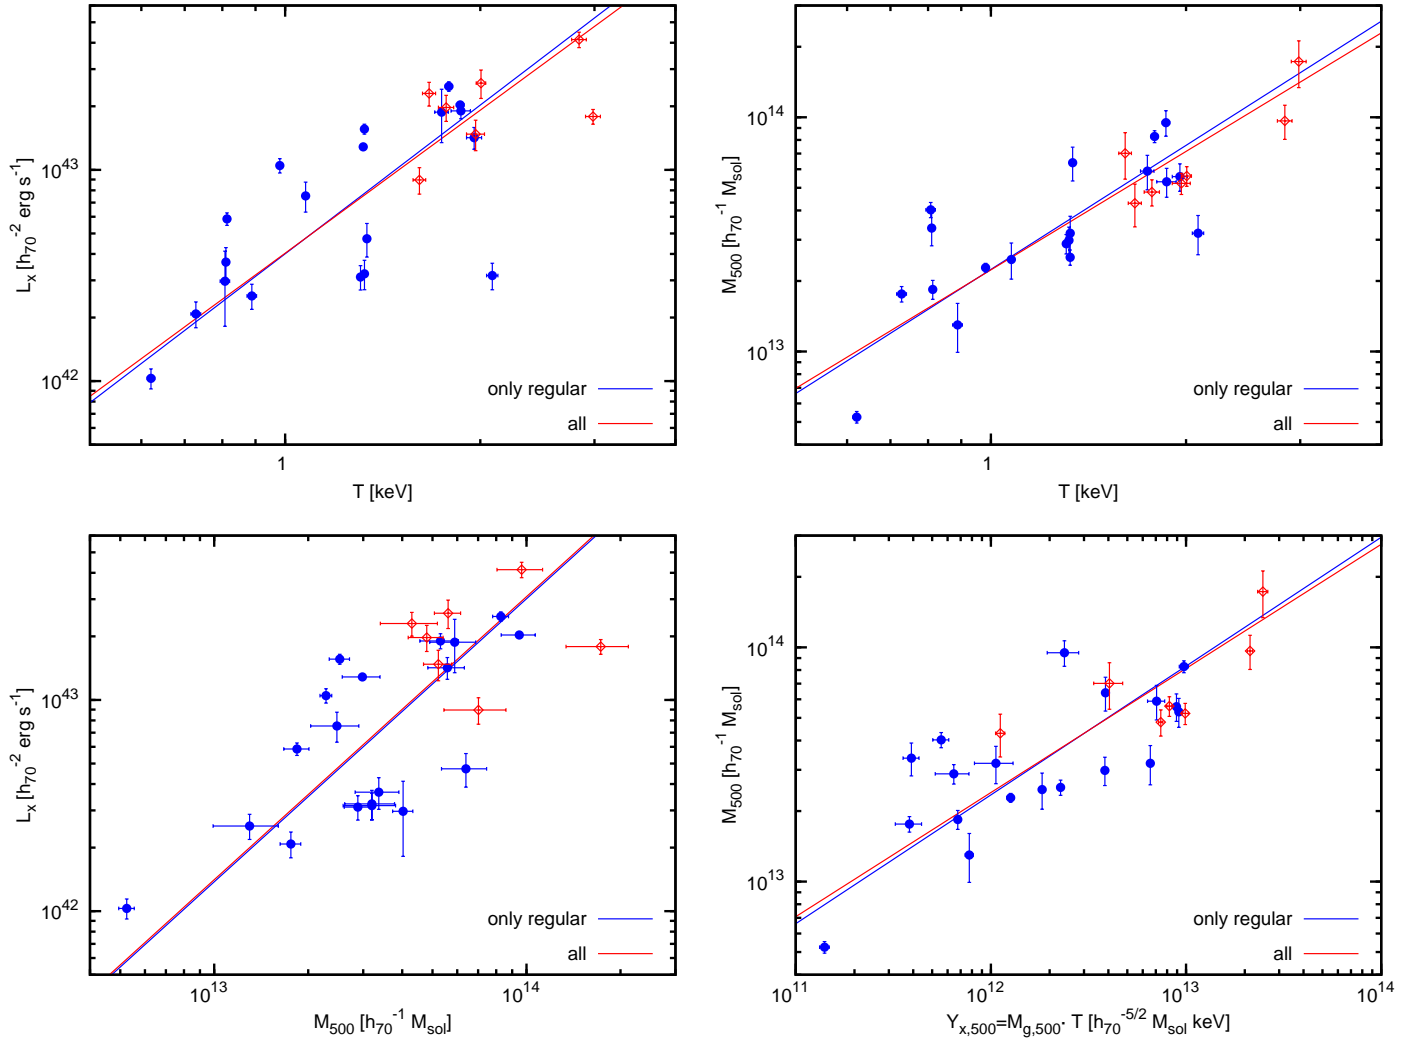 L_x [h_70^-2 erg s^-1]
10^43
10^42
only regular
all
1
T [keV]
M_500 [h_70^-1 M_sol]
10^14
10^13
only regular
all
1
T [keV]
L_x [h_70^-2 erg s^-1]
10^43
10^42
only regular
all
10^13 10^14
M_500 [h_70^-1 M_sol]
M_500 [h_70^-1 M_sol]
10^14
10^13
only regular
all
10^11 10^12 10^13 10^14
Y_x,500=M_g,500· T [h_70^-5/2 M_sol keV]